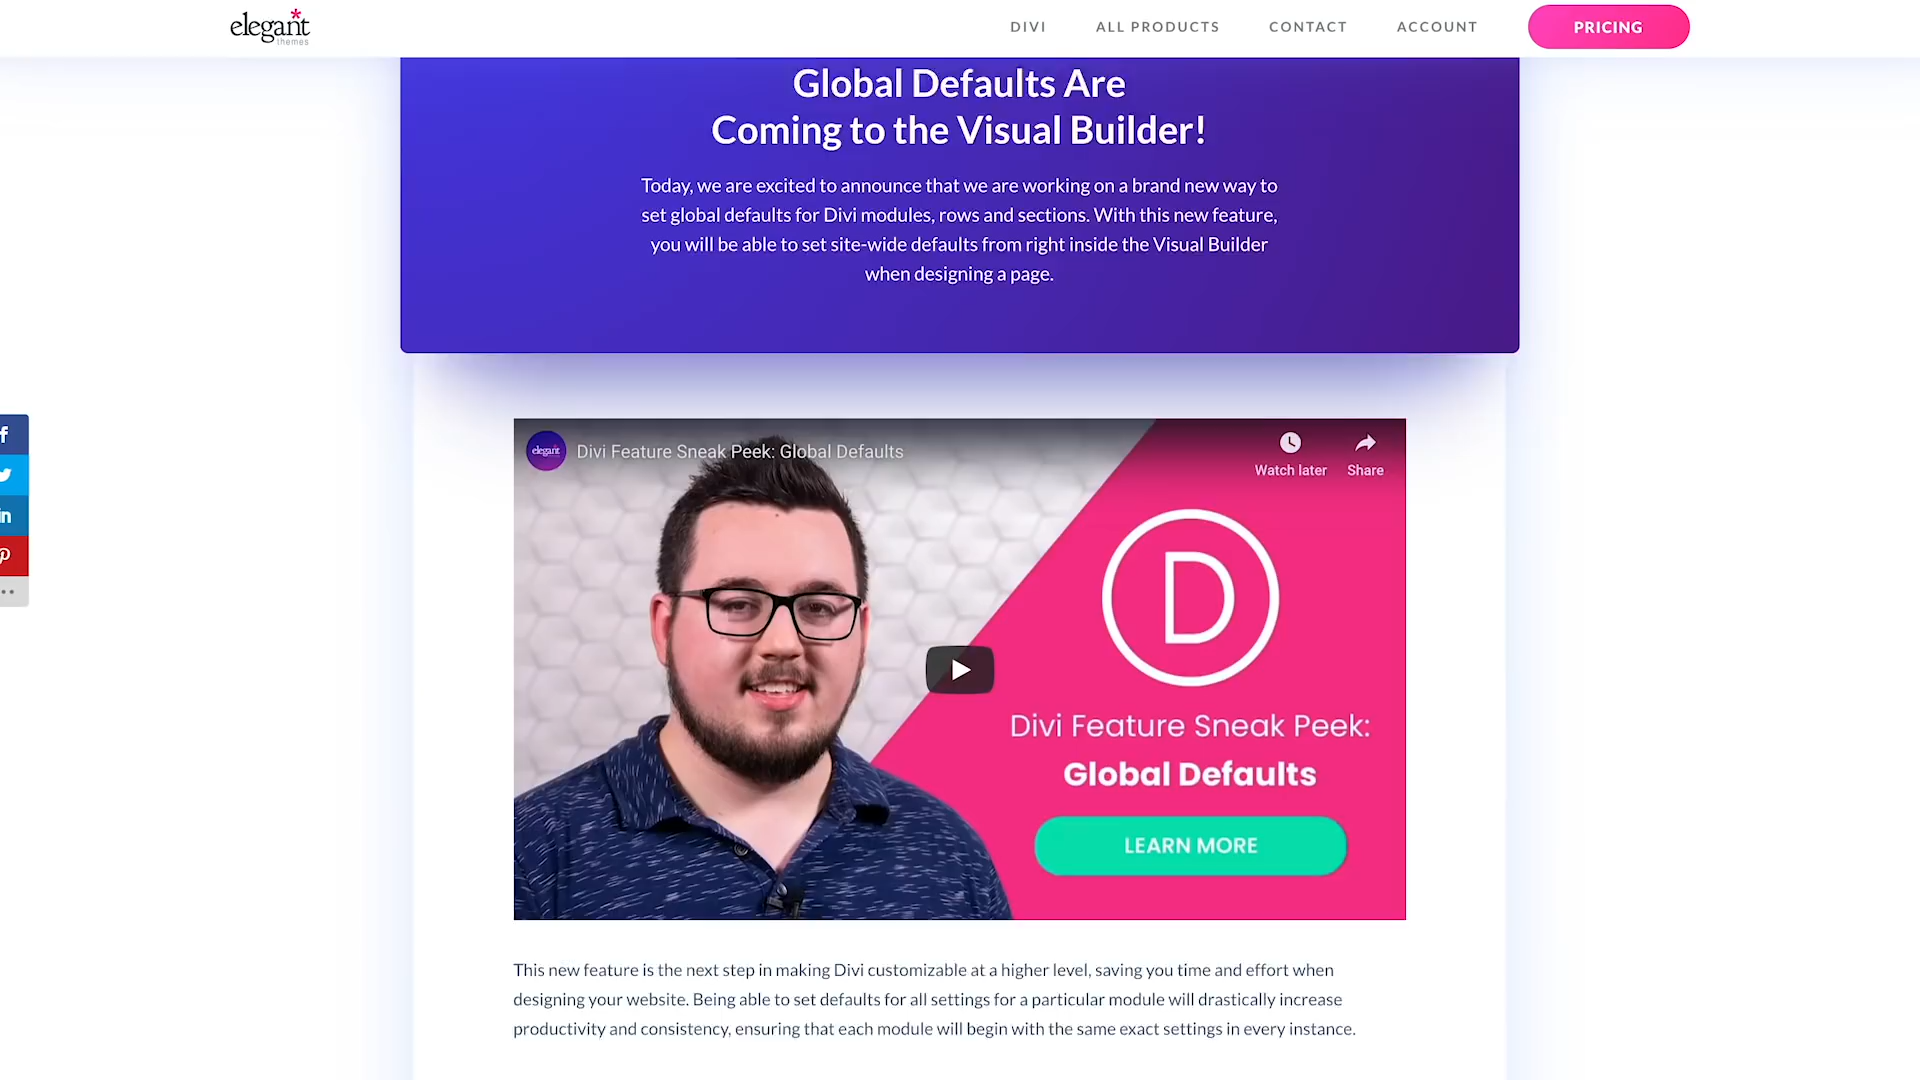 elegant
themes
DIVI
ALL PRODUCTS
CONTACT
ACCOUNT
PRICING
Global Defaults Are
Coming to the Visual Builder!
Today, we are excited to announce that we are working on a brand new way to
set global defaults for Divi modules, rows and sections. With this new feature,
you will be able to set site-wide defaults from right inside the Visual Builder
when designing a page.
elegant
Divi Feature Sneak Peek: Global Defaults
Watch later
Share
D
Divi Feature Sneak Peek:
Global Defaults
LEARN MORE
This new feature is the next step in making Divi customizable at a higher level, saving you time and effort when
designing your website. Being able to set defaults for all settings for a particular module will drastically increase
productivity and consistency, ensuring that each module will begin with the same exact settings in every instance.